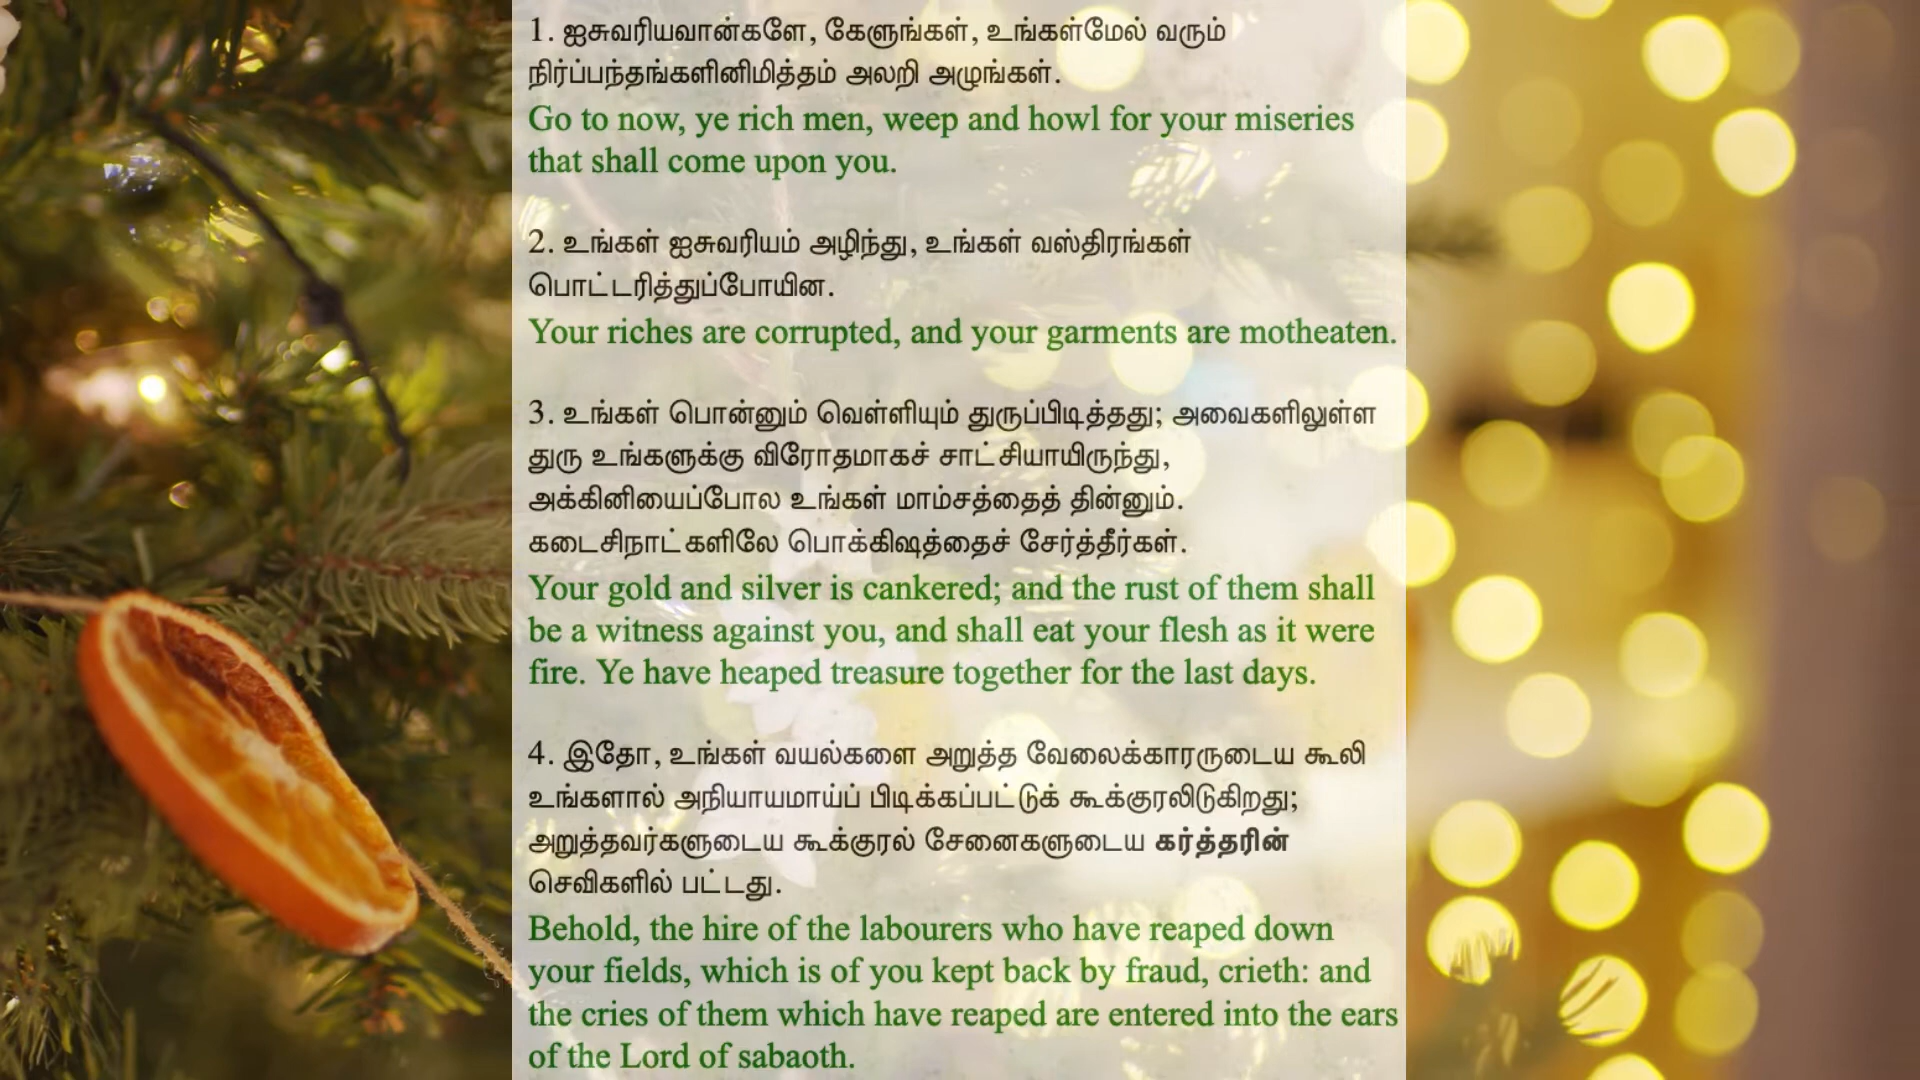 1. ஐசுவரியவான்களே, கேளுங்கள், உங்கள்மேல் வரும்
நிர்ப்பந்தங்களினிமித்தம் அலறி அழுங்கள்.
Go to now, ye rich men, weep and howl for your miseries
that shall come upon you.
2. உங்கள் ஐசுவரியம் அழிந்து, உங்கள் வஸ்திரங்கள்
பொட்டரித்துப்போயின.
Your riches are corrupted, and your garments are motheaten.
3. உங்கள் பொன்னும் வெள்ளியும் துருப்பிடித்தது; அவைகளிலுள்ள
துரு உங்களுக்கு விரோதமாகச் சாட்சியாயிருந்து,
அக்கினியைப்போல உங்கள் மாம்சத்தைத் தின்னும்.
கடைசிநாட்களிலே பொக்கிஷத்தைச் சேர்த்தீர்கள்.
Your gold and silver is cankered; and the rust of them shall
be a witness against you, and shall eat your flesh as it were
fire. Ye have heaped treasure together for the last days.
4. இதோ, உங்கள் வயல்களை அறுத்த வேலைக்காரருடைய கூலி
உங்களால் அநியாயமாய்ப் பிடிக்கப்பட்டுக் கூக்குரலிடுகிறது;
அறுத்தவர்களுடைய கூக்குரல் சேனைகளுடைய கர்த்தரின்
செவிகளில் பட்டது.
Behold, the hire of the labourers who have reaped down
your fields, which is of you kept back by fraud, crieth: and
the cries of them which have reaped are entered into the ears
of the Lord of sabaoth.